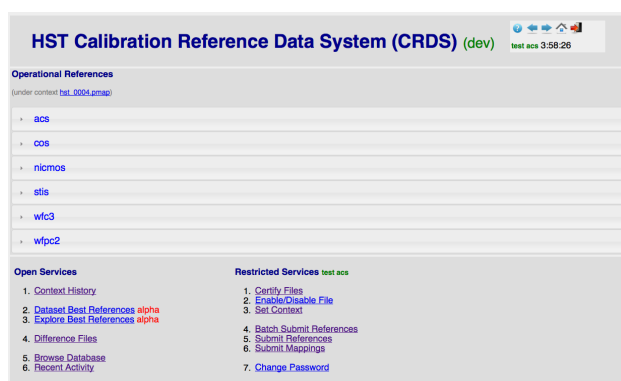 HST Calibration Reference Data System (CRDS) (dev)
test acs 3:58:26
Operational References
(under context hst_0004.pmap)
acs
cos
nicmos
stis
wfc3
wfpc2
Open Services
1. Context History
2. Dataset Best References alpha
3. Explore Best References alpha
4. Difference Files
5. Browse Database
6. Recent Activity
Restricted Services test acs
1. Certify Files
2. Enable/Disable File
3. Set Context
4. Batch Submit References
5. Submit References
6. Submit Mappings
7. Change Password